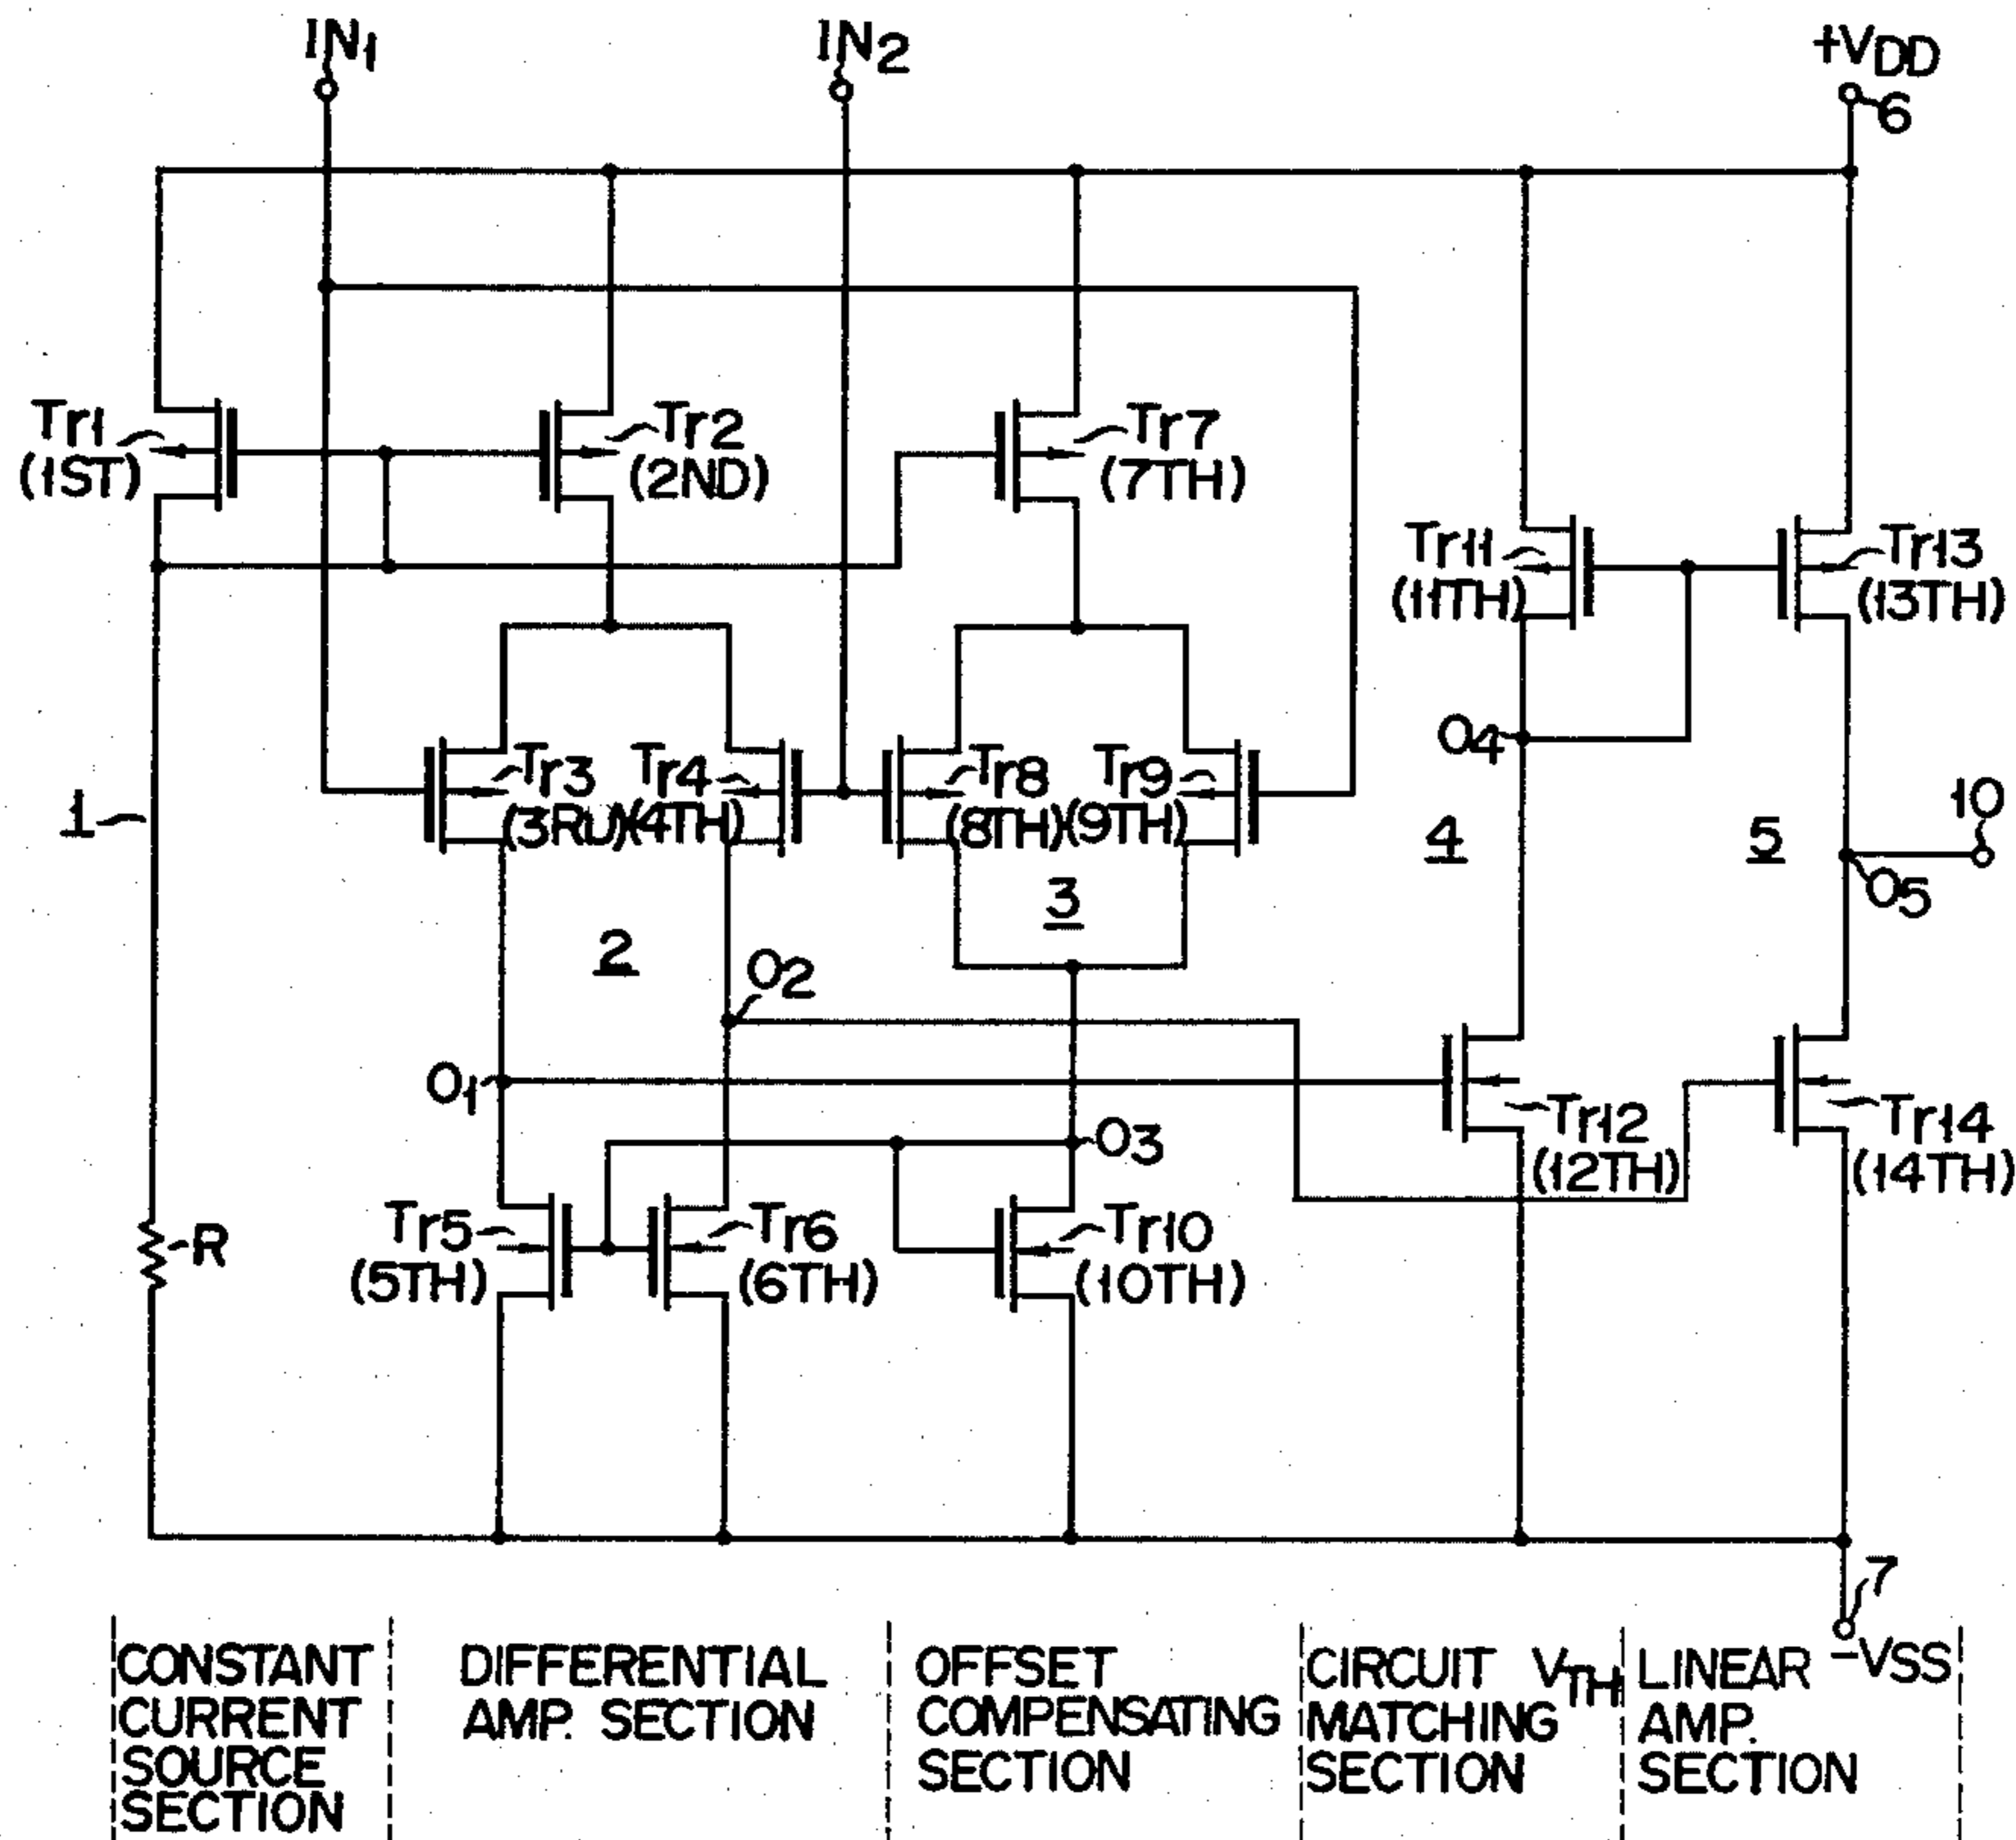 IN1
IN2
+VDD
6
Tr1
(1ST)
Tr2
(2ND)
Tr7
(7TH)
Tr11
(11TH)
Tr13
(13TH)
O4
Tr3
(3RU)
Tr4
(4TH)
Tr8
(8TH)
Tr9
(9TH)
1
4
5
10
O5
3
2
O2
O1
O3
Tr12
(12TH)
Tr14
(14TH)
R
Tr5
(5TH)
Tr6
(6TH)
Tr10
(10TH)
7
-VSS
CONSTANT
CURRENT
SOURCE
SECTION
DIFFERENTIAL
AMP. SECTION
OFFSET
COMPENSATING
SECTION
CIRCUIT VTH
MATCHING
SECTION
LINEAR
AMP.
SECTION